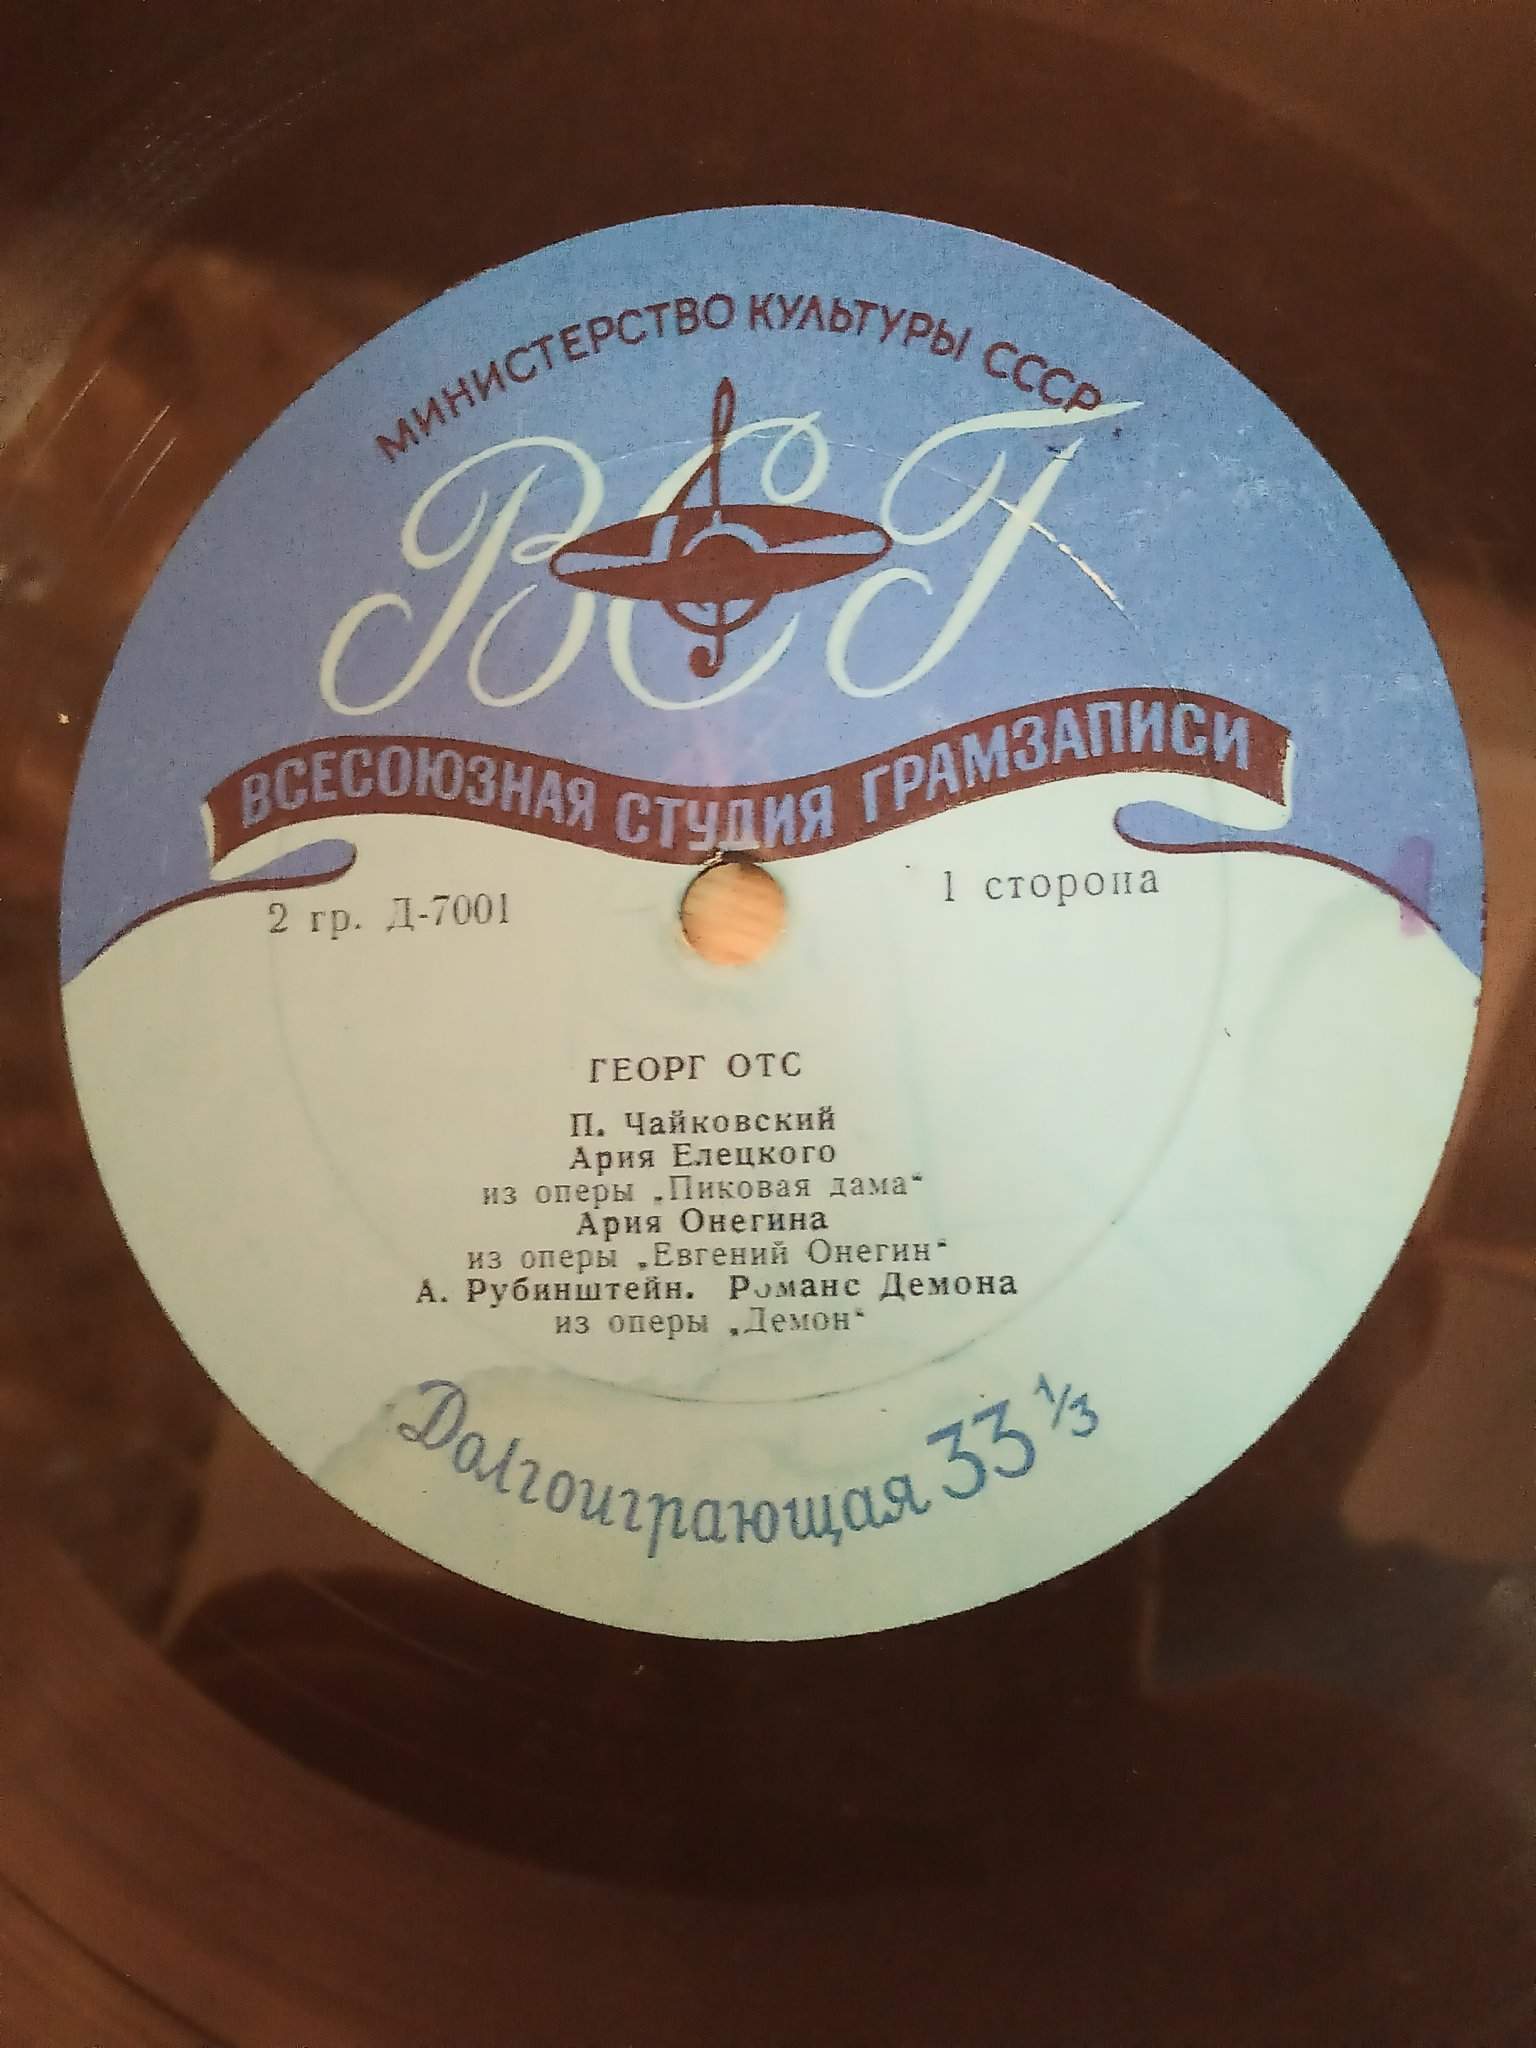 МИНИСТЕРСТВО КУЛЬТУРЫ СССР
ВСГ
ВСЕСОЮЗНАЯ СТУДИЯ ГРАМЗАПИСИ
2 гр. Д-7001
1 сторона
ГЕОРГ ОТС
П. Чайковский
Ария Елецкого
из оперы „Пиковая дама“
Ария Онегина
из оперы „Евгений Онегин“
А. Рубинштейн. Романс Демона
из оперы „Демон“
Долгоиграющая 33 1/3